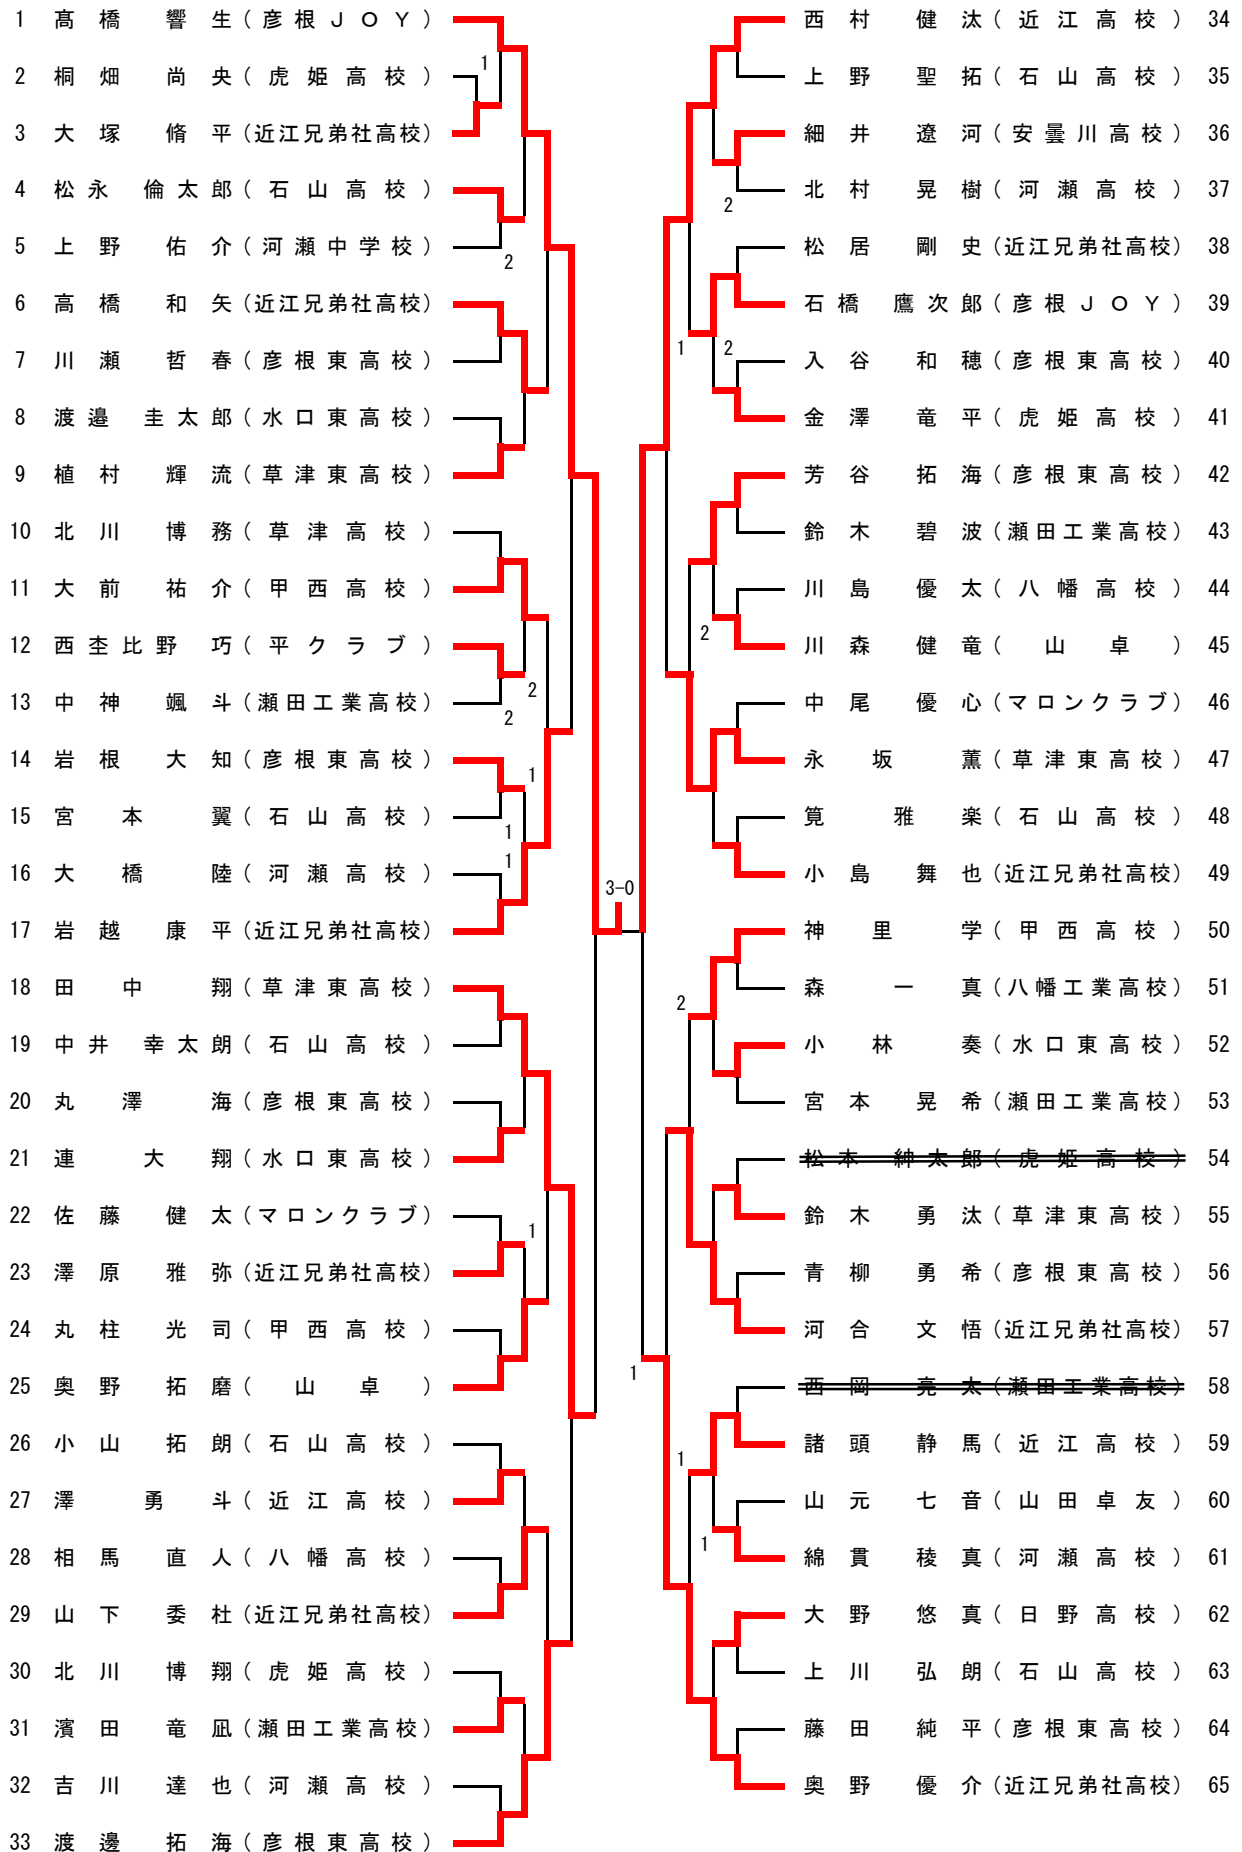 1 髙橋 響生(彦根ＪＯＹ)
2 桐畑 尚央(虎姫高校)
3 大塚 脩平(近江兄弟社高校)
4 松永 倫太郎(石山高校)
5 上野 佑介(河瀬中学校)
6 高橋 和矢(近江兄弟社高校)
7 川瀬 哲春(彦根東高校)
8 渡邉 圭太郎(水口東高校)
9 植村 輝流(草津東高校)
10 北川 博務(草津高校)
11 大前 祐介(甲西高校)
12 西杢比野 巧(平クラブ)
13 中神 颯斗(瀬田工業高校)
14 岩根 大知(彦根東高校)
15 宮本 翼(石山高校)
16 大橋 陸(河瀬高校)
17 岩越 康平(近江兄弟社高校)
18 田中 翔(草津東高校)
19 中井 幸太朗(石山高校)
20 丸澤 海(彦根東高校)
21 連 大翔(水口東高校)
22 佐藤 健太(マロンクラブ)
23 澤原 雅弥(近江兄弟社高校)
24 丸柱 光司(甲西高校)
25 奥野 拓磨(山卓)
26 小山 拓朗(石山高校)
27 澤 勇斗(近江高校)
28 相馬 直人(八幡高校)
29 山下 委杜(近江兄弟社高校)
30 北川 博翔(虎姫高校)
31 濱田 竜凪(瀬田工業高校)
32 吉川 達也(河瀬高校)
33 渡邊 拓海(彦根東高校)
1
2
2
2
1
1
1
1
3-0
西村 健汰(近江高校) 34
上野 聖拓(石山高校) 35
細井 遼河(安曇川高校) 36
北村 晃樹(河瀬高校) 37
松居 剛史(近江兄弟社高校) 38
石橋 鷹次郎(彦根ＪＯＹ) 39
入谷 和穂(彦根東高校) 40
金澤 竜平(虎姫高校) 41
芳谷 拓海(彦根東高校) 42
鈴木 碧波(瀬田工業高校) 43
川島 優太(八幡高校) 44
川森 健竜(山卓) 45
中尾 優心(マロンクラブ) 46
永坂 薫(草津東高校) 47
筧 雅楽(石山高校) 48
小島 舞也(近江兄弟社高校) 49
神里 学(甲西高校) 50
森 一真(八幡工業高校) 51
小林 奏(水口東高校) 52
宮本 晃希(瀬田工業高校) 53
松本 紳太郎(虎姫高校) 54
鈴木 勇汰(草津東高校) 55
青柳 勇希(彦根東高校) 56
河合 文悟(近江兄弟社高校) 57
西岡 亮太(瀬田工業高校) 58
諸頭 静馬(近江高校) 59
山元 七音(山田卓友) 60
綿貫 稜真(河瀬高校) 61
大野 悠真(日野高校) 62
上川 弘朗(石山高校) 63
藤田 純平(彦根東高校) 64
奥野 優介(近江兄弟社高校) 65
2
1
2
2
2
1
1
1